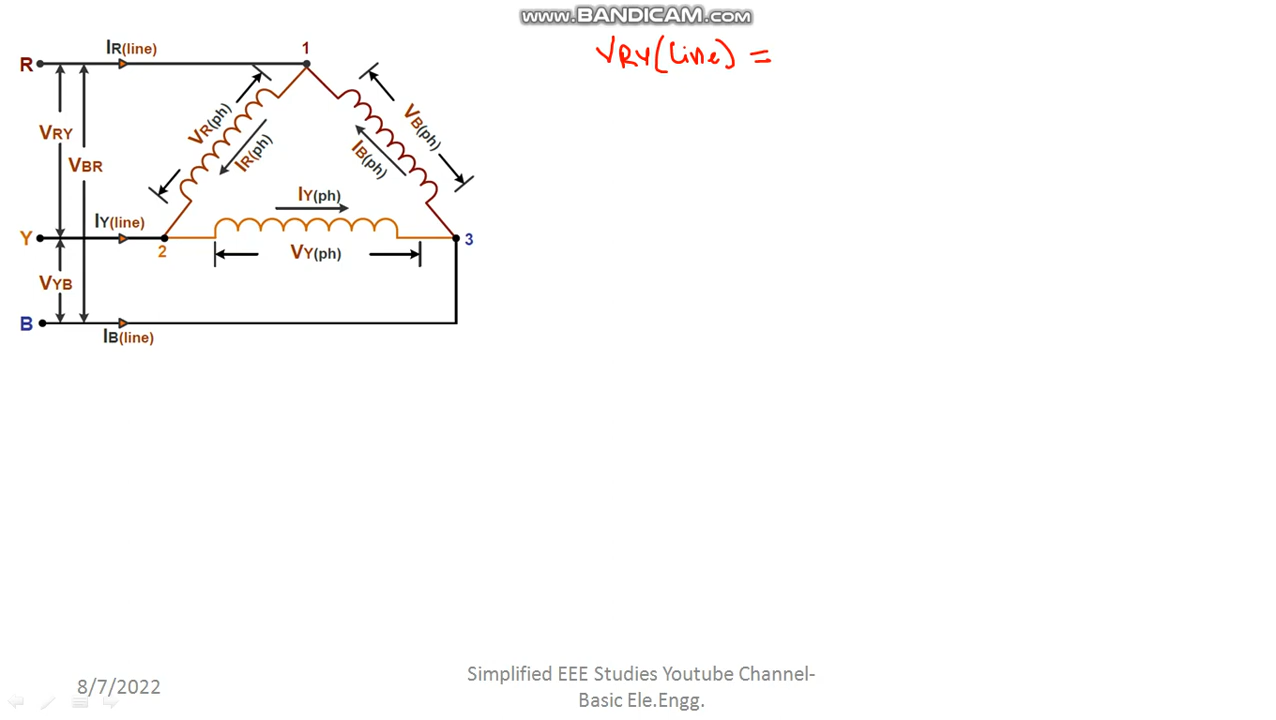 www.BANDICAM.com
VRY(line) =
IR(line)
1
R
VR(ph)
VB(ph)
VRY
IR(ph)
IB(ph)
VBR
IY(ph)
IY(line)
Y
2
3
VY(ph)
VYB
B
IB(line)
Simplified EEE Studies Youtube Channel-
8/7/2022
Basic Ele.Engg.